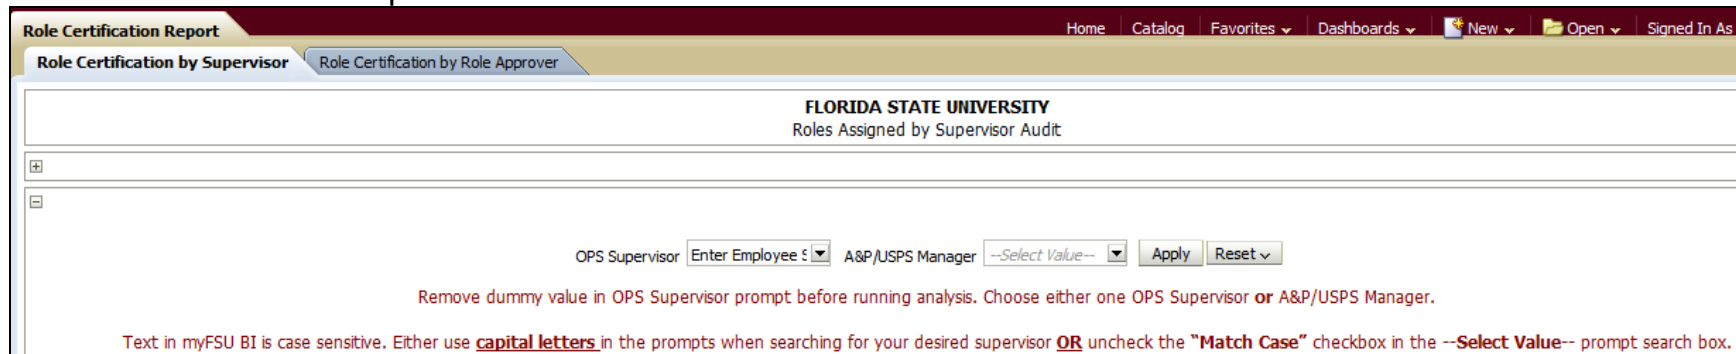 Role Certification Report Home Catalog Favorites Dashboards New Open Signed In As
Role Certification by Supervisor Role Certification by Role Approver
FLORIDA STATE UNIVERSITY
Roles Assigned by Supervisor Audit
OPS Supervisor Enter Employee S A&P/USPS Manager --Select Value-- Apply Reset
Remove dummy value in OPS Supervisor prompt before running analysis. Choose either one OPS Supervisor or A&P/USPS Manager.
Text in myFSU BI is case sensitive. Either use capital letters in the prompts when searching for your desired supervisor OR uncheck the "Match Case" checkbox in the --Select Value-- prompt search box.